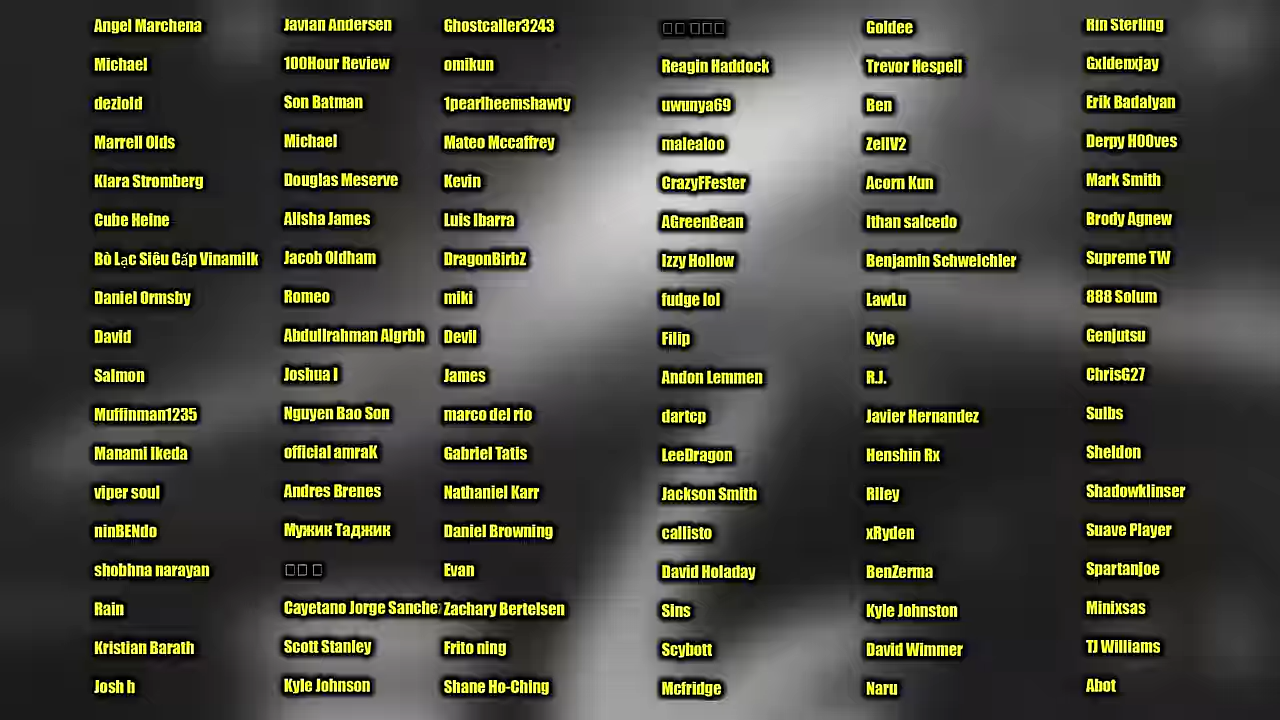 Angel Marchena
Michael
deziold
Marrell Olds
Klara Stromberg
Cube Heine
Bò Lạc Siêu Cấp Vinamilk
Daniel Ormsby
David
Salmon
Muffinman1235
Manami Ikeda
viper soul
ninBENdo
shobhna narayan
Rain
Kristian Barath
Josh h
Javian Andersen
100Hour Review
Son Batman
Michael
Douglas Meserve
Alisha James
Jacob Oldham
Romeo
Abdullrahman Algrbh
Joshua I
Nguyen Bao Son
official amraK
Andres Brenes
Мужик Таджик
Cayetano Jorge Sanche
Scott Stanley
Kyle Johnson
Ghostcaller3243
omikun
1pearlheemshawty
Mateo Mccaffrey
Kevin
Luis Ibarra
DragonBirbZ
miki
Devil
James
marco del rio
Gabriel Tatis
Nathaniel Karr
Daniel Browning
Evan
Zachary Bertelsen
Frito ning
Shane Ho-Ching
Reagin Haddock
uwunya69
malealoo
CrazyFFester
AGreenBean
Izzy Hollow
fudge lol
Filip
Andon Lemmen
dartcp
LeeDragon
Jackson Smith
callisto
David Holaday
Sins
Scybott
Mcfridge
Goldee
Trevor Hespell
Ben
ZellV2
Acorn Kun
Ithan salcedo
Benjamin Schweichler
LawLu
Kyle
R.J.
Javier Hernandez
Henshin Rx
Riley
xRyden
BenZerma
Kyle Johnston
David Wimmer
Naru
Rin Sterling
Gxldenxjay
Erik Badalyan
Derpy H00ves
Mark Smith
Brody Agnew
Supreme TW
888 Solum
Genjutsu
ChrisG27
Sulbs
Sheldon
Shadowklinser
Suave Player
Spartanjoe
Minixsas
TJ Williams
Abot